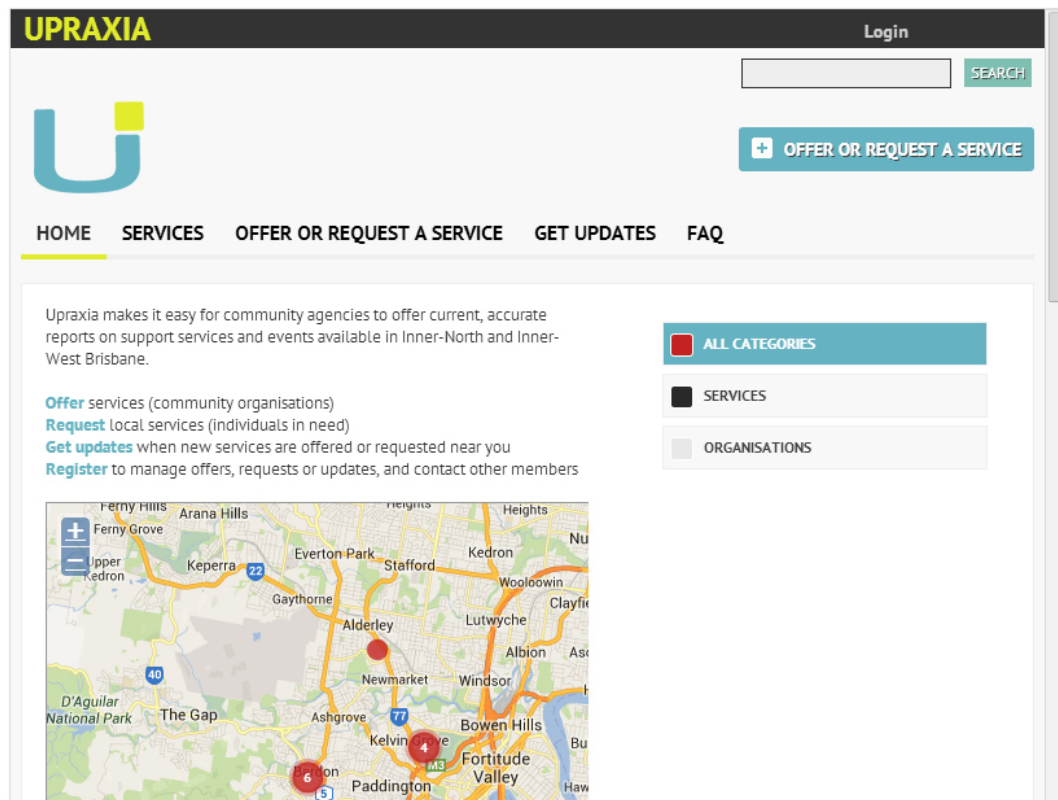 UPRAXIA
Login
SEARCH
OFFER OR REQUEST A SERVICE
HOME SERVICES OFFER OR REQUEST A SERVICE GET UPDATES FAQ
Upraxia makes it easy for community agencies to offer current, accurate
reports on support services and events available in Inner-North and Inner-
West Brisbane.
Offer services (community organisations)
Request local services (individuals in need)
Get updates when new services are offered or requested near you
Register to manage offers, requests or updates, and contact other members
ALL CATEGORIES
SERVICES
ORGANISATIONS
Ferny Hills
Arana Hills
Heights
Heights
Ferny Grove
Nu
Everton Park
Kedron
Upper
Kedron
Keperra
22
Stafford
Wooloowin
Gaythorne
Clayfie
Lutwyche
Alderley
Albion
40
Newmarket
Windsor
D'Aguilar
National Park
The Gap
Ashgrove
77
Bowen Hills
Kelvin Grove
4
Bu
M3
Fortitude
Valley
6
5
Paddington
Haw